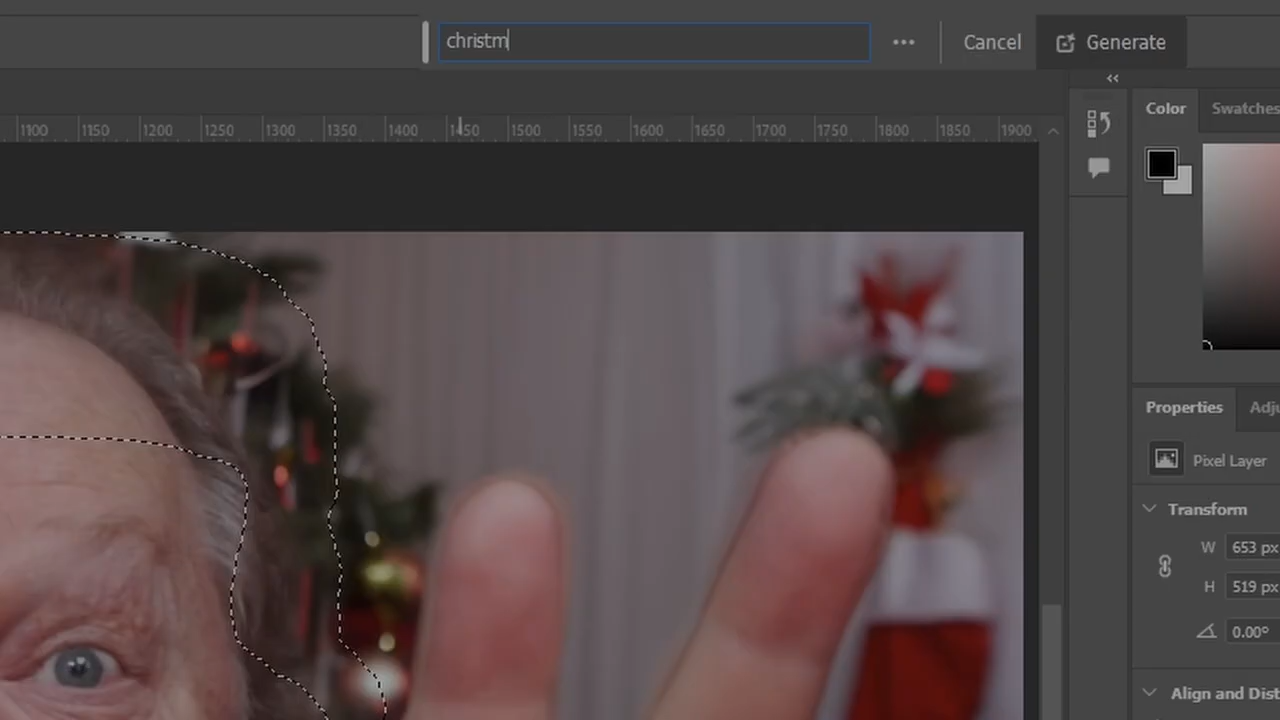 christm
Cancel
Generate
1100 1150 1200 1250 1300 1350 1400 1450 1500 1550 1600 1650 1700 1750 1800 1850 1900
Color
Swatches
Properties
Adju
Pixel Layer
Transform
W 653 px
H 519 px
0.00°
Align and Dist